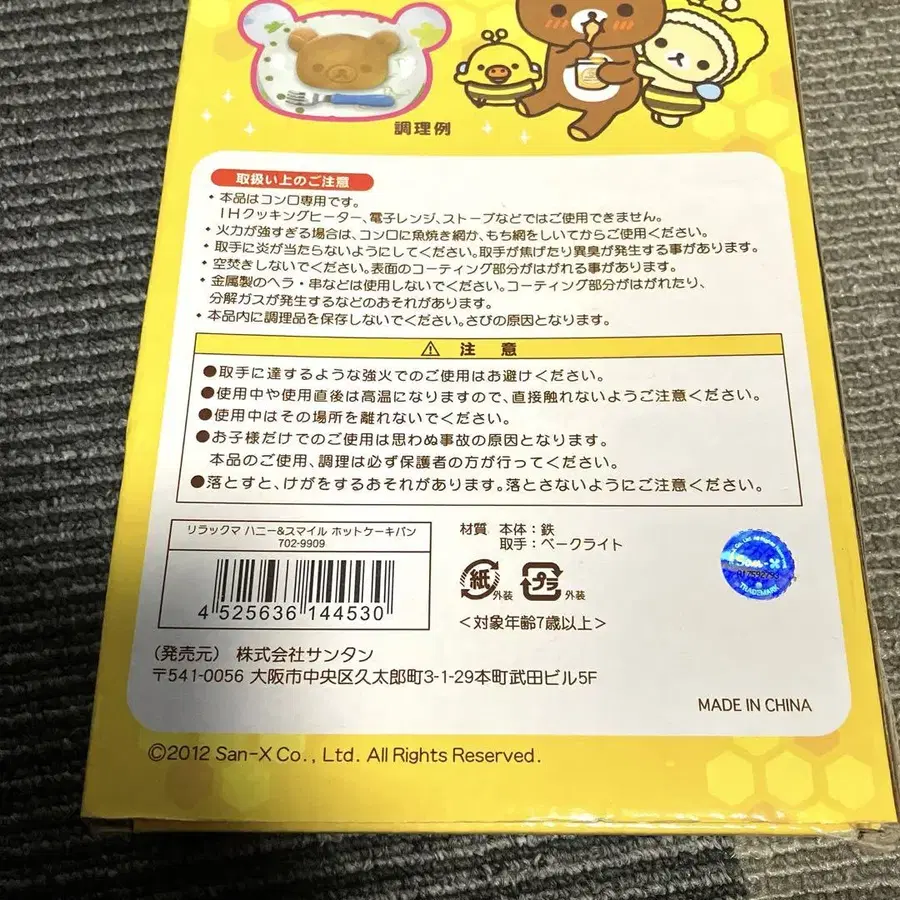 調理例
取扱い上のご注意
・本品はコンロ専用です。
IHクッキングヒーター、電子レンジ、ストーブなどではご使用できません。
・火力が強すぎる場合は、コンロに魚焼き網か、もち網をしいてからご使用ください。
・取手に炎が当たらないようにしてください。取手が焦げたり異臭が発生する事があります。
・空焚きしないでください。表面のコーティング部分がはがれる事があります。
・金属製のヘラ・串などは使用しないでください。コーティング部分がはがれたり、
分解ガスが発生するなどのおそれがあります。
・本品内に調理品を保存しないでください。さびの原因となります。
⚠ 注 意
●取手に達するような強火でのご使用はお避けください。
●使用中や使用直後は高温になりますので、直接触れないようご注意ください。
●使用中はその場所を離れないでください。
●お子様だけでのご使用は思わぬ事故の原因となります。
本品のご使用、調理は必ず保護者の方が行ってください。
●落とすと、けがをするおそれがあります。落とさないようにご注意ください。
リラックマ ハニー&スマイル ホットケーキパン
702-9909
4 525636 144530
材質 本体:鉄
取手:ベークライト
紙 外装 プラ 外装
<対象年齢7歳以上>
(発売元) 株式会社サンタン
〒541-0056 大阪市中央区久太郎町3-1-29本町武田ビル5F
MADE IN CHINA
©2012 San-X Co., Ltd. All Rights Reserved.